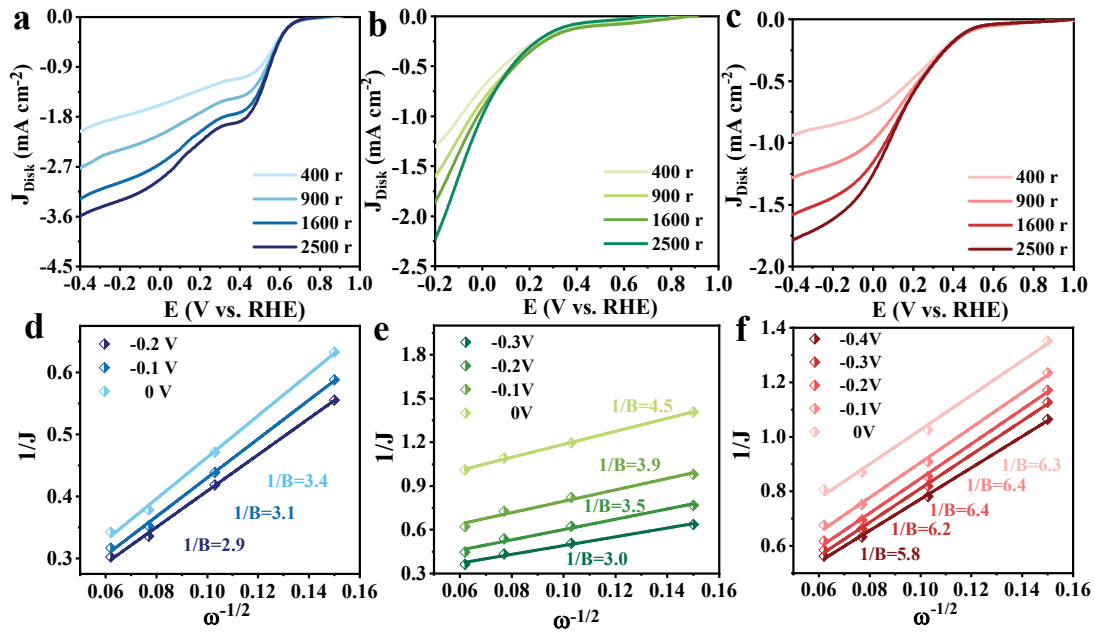 a
0.0
-0.9
-1.8
-2.7
-3.6
-4.5
J_Disk (mA cm^-2)
400 r
900 r
1600 r
2500 r
-0.4 -0.2 0.0 0.2 0.4 0.6 0.8 1.0
E (V vs. RHE)
b
0.0
-0.5
-1.0
-1.5
-2.0
-2.5
J_Disk (mA cm^-2)
400 r
900 r
1600 r
2500 r
-0.2 0.0 0.2 0.4 0.6 0.8 1.0
E (V vs. RHE)
c
0.0
-0.5
-1.0
-1.5
-2.0
J_Disk (mA cm^-2)
400 r
900 r
1600 r
2500 r
-0.4 -0.2 0.0 0.2 0.4 0.6 0.8 1.0
E (V vs. RHE)
d
0.6
0.5
0.4
0.3
1/J
-0.2 V
-0.1 V
0 V
1/B=3.4
1/B=3.1
1/B=2.9
0.06 0.08 0.10 0.12 0.14 0.16
ω^-1/2
e
1.8
1.5
1.2
0.9
0.6
0.3
1/J
-0.3V
-0.2V
-0.1V
0V
1/B=4.5
1/B=3.9
1/B=3.5
1/B=3.0
0.06 0.08 0.10 0.12 0.14 0.16
ω^-1/2
f
1.4
1.2
1.0
0.8
0.6
1/J
-0.4V
-0.3V
-0.2V
-0.1V
0V
1/B=6.3
1/B=6.4
1/B=6.4
1/B=6.2
1/B=5.8
0.06 0.08 0.10 0.12 0.14 0.16
ω^-1/2